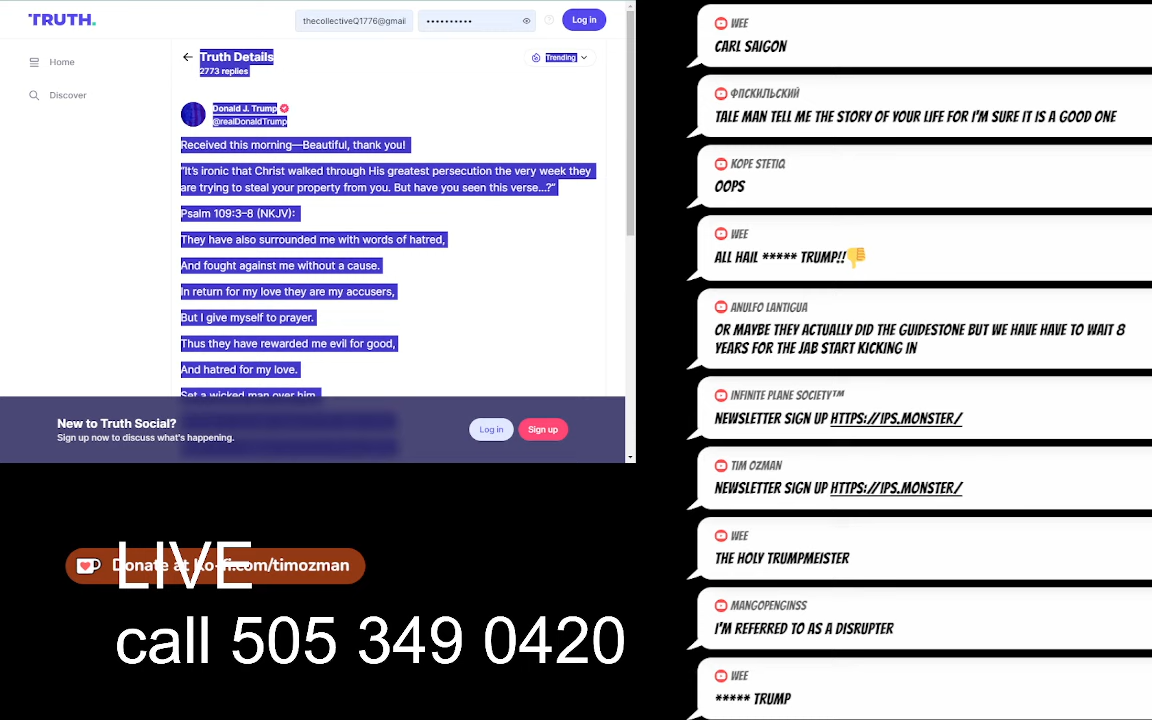 TRUTH.
thecollectiveQ1776@gmail
••••••••••
Log in
Home
Discover
Truth Details
2773 replies
Trending
Donald J. Trump
@realDonaldTrump
Received this morning—Beautiful, thank you!
“It’s ironic that Christ walked through His greatest persecution the very week they
are trying to steal your property from you. But have you seen this verse...?”
Psalm 109:3–8 (NKJV):
They have also surrounded me with words of hatred,
And fought against me without a cause.
In return for my love they are my accusers,
But I give myself to prayer.
Thus they have rewarded me evil for good,
And hatred for my love.
Set a wicked man over him,
New to Truth Social?
Sign up now to discuss what's happening.
Log in
Sign up
LIVE
Donate at ko-fi.com/timozman
call 505 349 0420
WEE
CARL SAIGON
ФПСКИЛЬСКИЙ
TALE MAN TELL ME THE STORY OF YOUR LIFE FOR I'M SURE IT IS A GOOD ONE
KOPE STETIQ
OOPS
WEE
ALL HAIL ***** TRUMP!!👎
ANULFO LANTIGUA
OR MAYBE THEY ACTUALLY DID THE GUIDESTONE BUT WE HAVE HAVE TO WAIT 8
YEARS FOR THE JAB START KICKING IN
INFINITE PLANE SOCIETY™
NEWSLETTER SIGN UP HTTPS://IPS.MONSTER/
TIM OZMAN
NEWSLETTER SIGN UP HTTPS://IPS.MONSTER/
WEE
THE HOLY TRUMPMEISTER
MANGOPENGINSS
I'M REFERRED TO AS A DISRUPTER
WEE
***** TRUMP